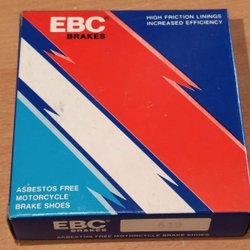 EBC
BRAKES
HIGH FRICTION LININGS
INCREASED EFFICIENCY
ASBESTOS FREE
MOTORCYCLE
BRAKE SHOES
EBC
BRAKES
ASBESTOS FREE MOTORCYCLE BRAKE SHOES